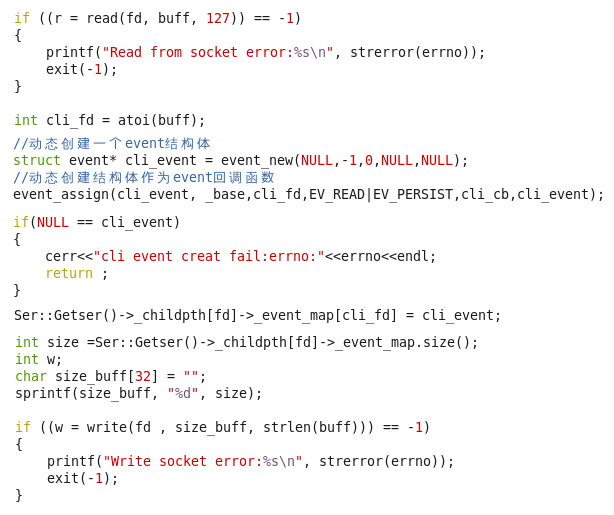 if ((r = read(fd, buff, 127)) == -1)
{
    printf("Read from socket error:%s\n", strerror(errno));
    exit(-1);
}

int cli_fd = atoi(buff);
//动态创建一个event结构体
struct event* cli_event = event_new(NULL,-1,0,NULL,NULL);
//动态创建结构体作为event回调函数
event_assign(cli_event, _base,cli_fd,EV_READ|EV_PERSIST,cli_cb,cli_event);
if(NULL == cli_event)
{
    cerr<<"cli event creat fail:errno:"<<errno<<endl;
    return ;
}
Ser::Getser()->_childpth[fd]->_event_map[cli_fd] = cli_event;
int size =Ser::Getser()->_childpth[fd]->_event_map.size();
int w;
char size_buff[32] = "";
sprintf(size_buff, "%d", size);

if ((w = write(fd , size_buff, strlen(buff))) == -1)
{
    printf("Write socket error:%s\n", strerror(errno));
    exit(-1);
}